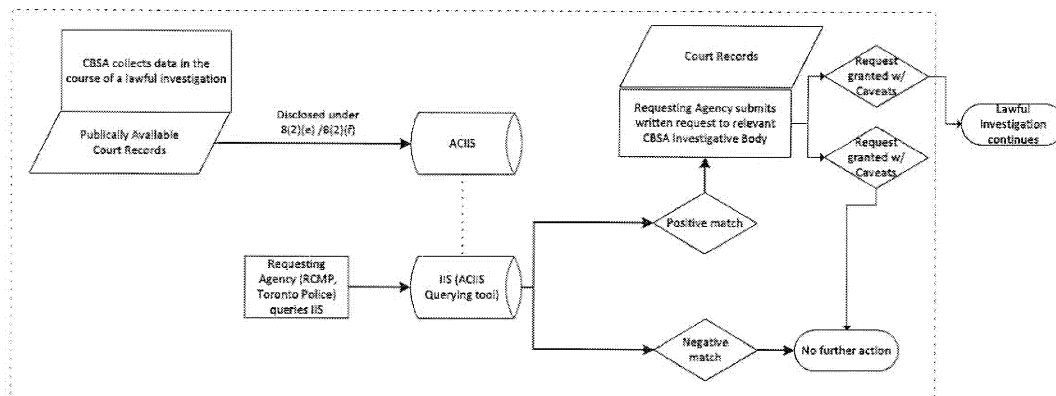 CBSA collects data in the
course of a lawful investigation
Publically Available
Court Records
Disclosed under
8(2)(e) /8(2)(f)
ACIIS
Requesting
Agency (RCMP,
Toronto Police)
queries IIS
IIS (ACIIS
Querying tool)
Court Records
Requesting Agency submits
written request to relevant
CBSA Investigative Body
Positive match
Negative
match
Request
granted w/
Caveats
Request
granted w/
Caveats
Lawful
investigation
continues
No further action